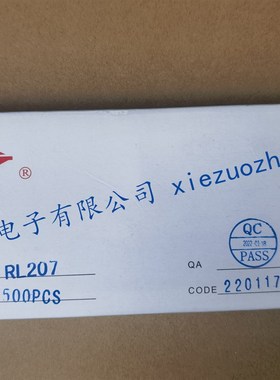 ®
电子有限公司 xiezuozh
RL207
500PCS
QC
PASS
QA
CODE 220117